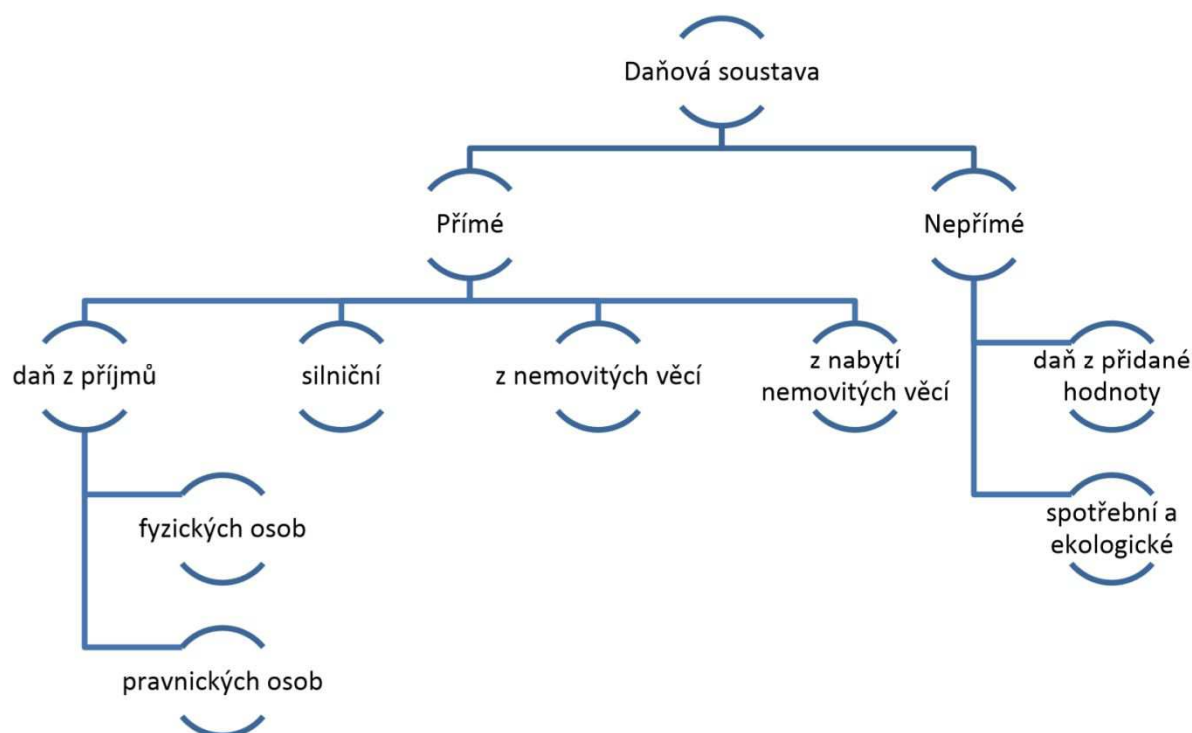 Daňová soustava
Přímé
Nepřímé
daň z příjmů
silniční
z nemovitých věcí
z nabytí
nemovitých věcí
daň z přidané
hodnoty
fyzických osob
spotřební a
ekologické
pravnických osob